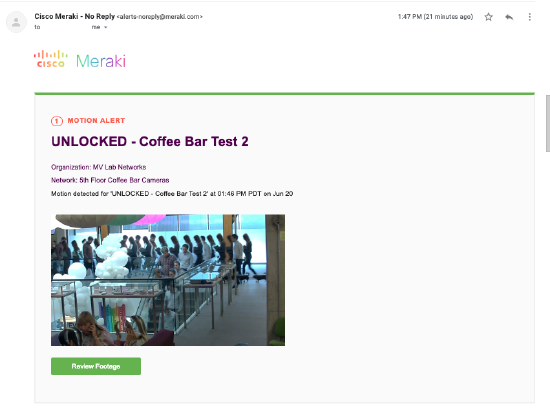 Cisco Meraki - No Reply <alerts-noreply@meraki.com>
1:47 PM (21 minutes ago)
to me
CISCO Meraki
1 MOTION ALERT
UNLOCKED - Coffee Bar Test 2
Organization: MV Lab Networks
Network: 5th Floor Coffee Bar Cameras
Motion detected for 'UNLOCKED - Coffee Bar Test 2' at 01:46 PM PDT on Jun 20
Review Footage